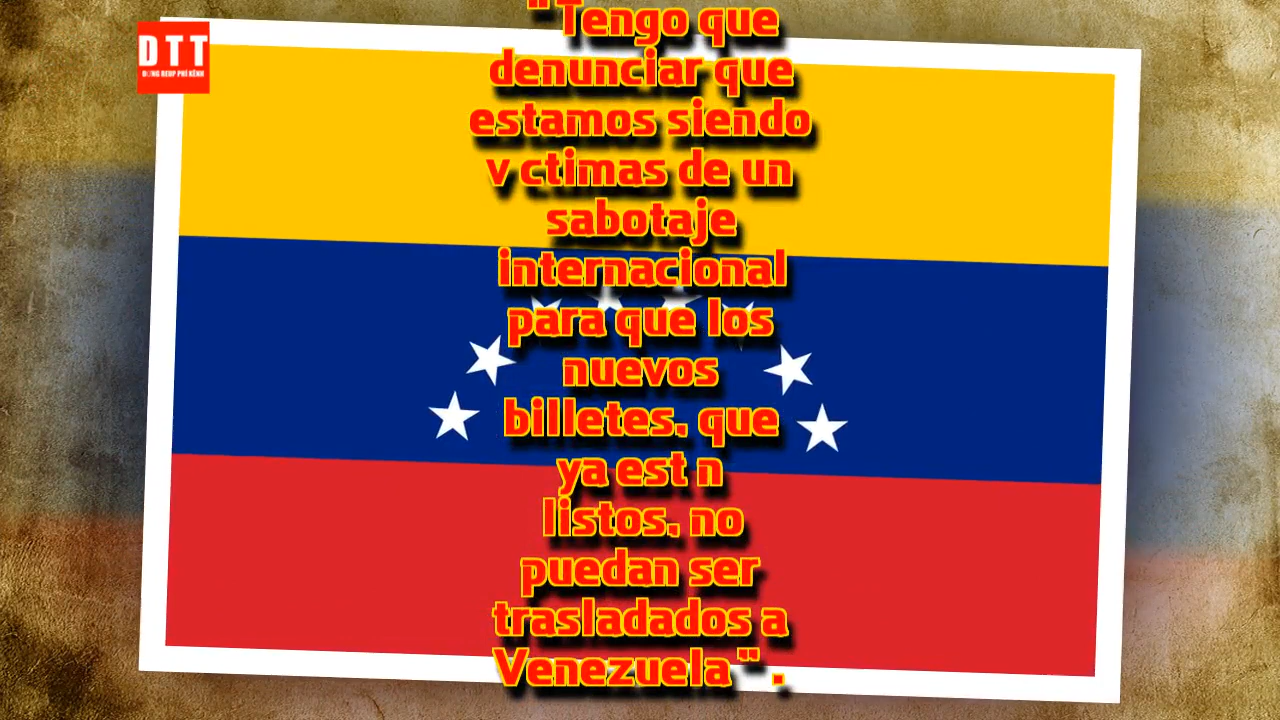 DTT
"Tengo que
denunciar que
estamos siendo
v ctimas de un
sabotaje
internacional
para que los
nuevos
billetes, que
ya est n
listos, no
puedan ser
trasladados a
Venezuela" .